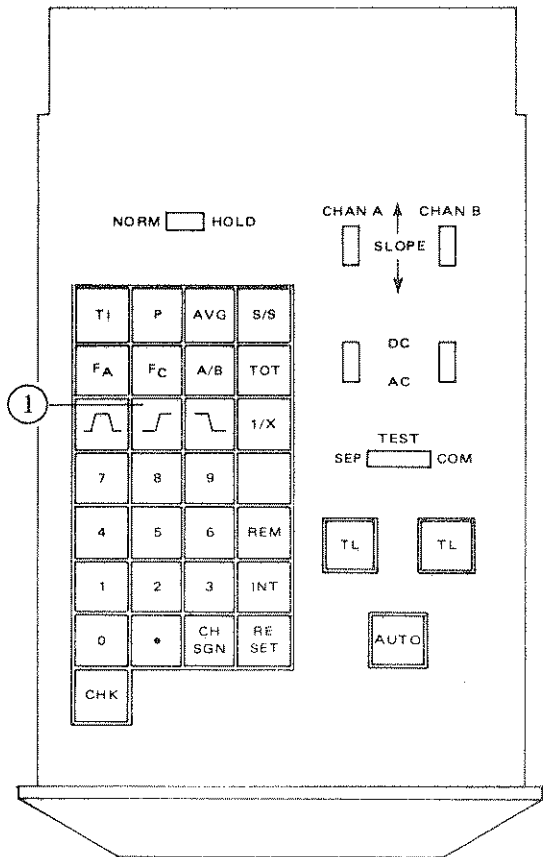 CHAN A CHAN B
NORM HOLD
SLOPE
TI P AVG S/S
FA FC A/B TOT
DC
AC
1
1/X
TEST
SEP COM
7 8 9
4 5 6 REM
TL TL
1 2 3 INT
0 • CH SGN RE SET
AUTO
CHK